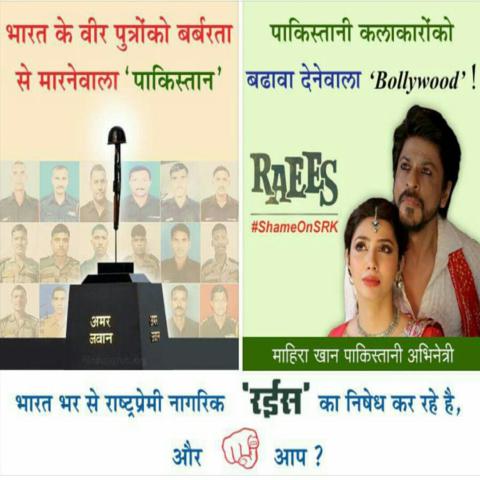 भारत के वीर पुत्रोंको बर्बरता
से मारनेवाला ‘पाकिस्तान’
अमर
जवान
पाकिस्तानी कलाकारोंको
बढावा देनेवाला ‘Bollywood’ !
RAEES
#ShameOnSRK
माहिरा खान पाकिस्तानी अभिनेत्री
भारत भर से राष्ट्रप्रेमी नागरिक 'रईस' का निषेध कर रहे है,
और आप ?